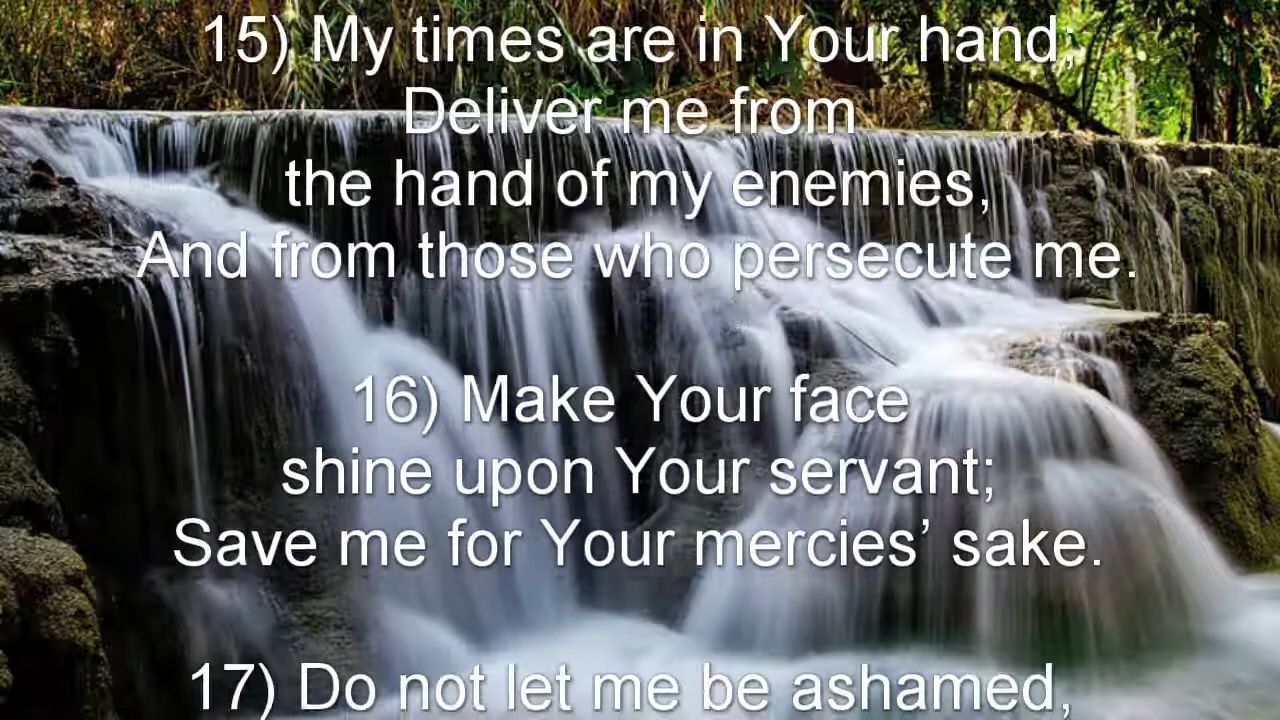 15) My times are in Your hand;
Deliver me from
the hand of my enemies,
And from those who persecute me.
16) Make Your face
shine upon Your servant;
Save me for Your mercies’ sake.
17) Do not let me be ashamed,